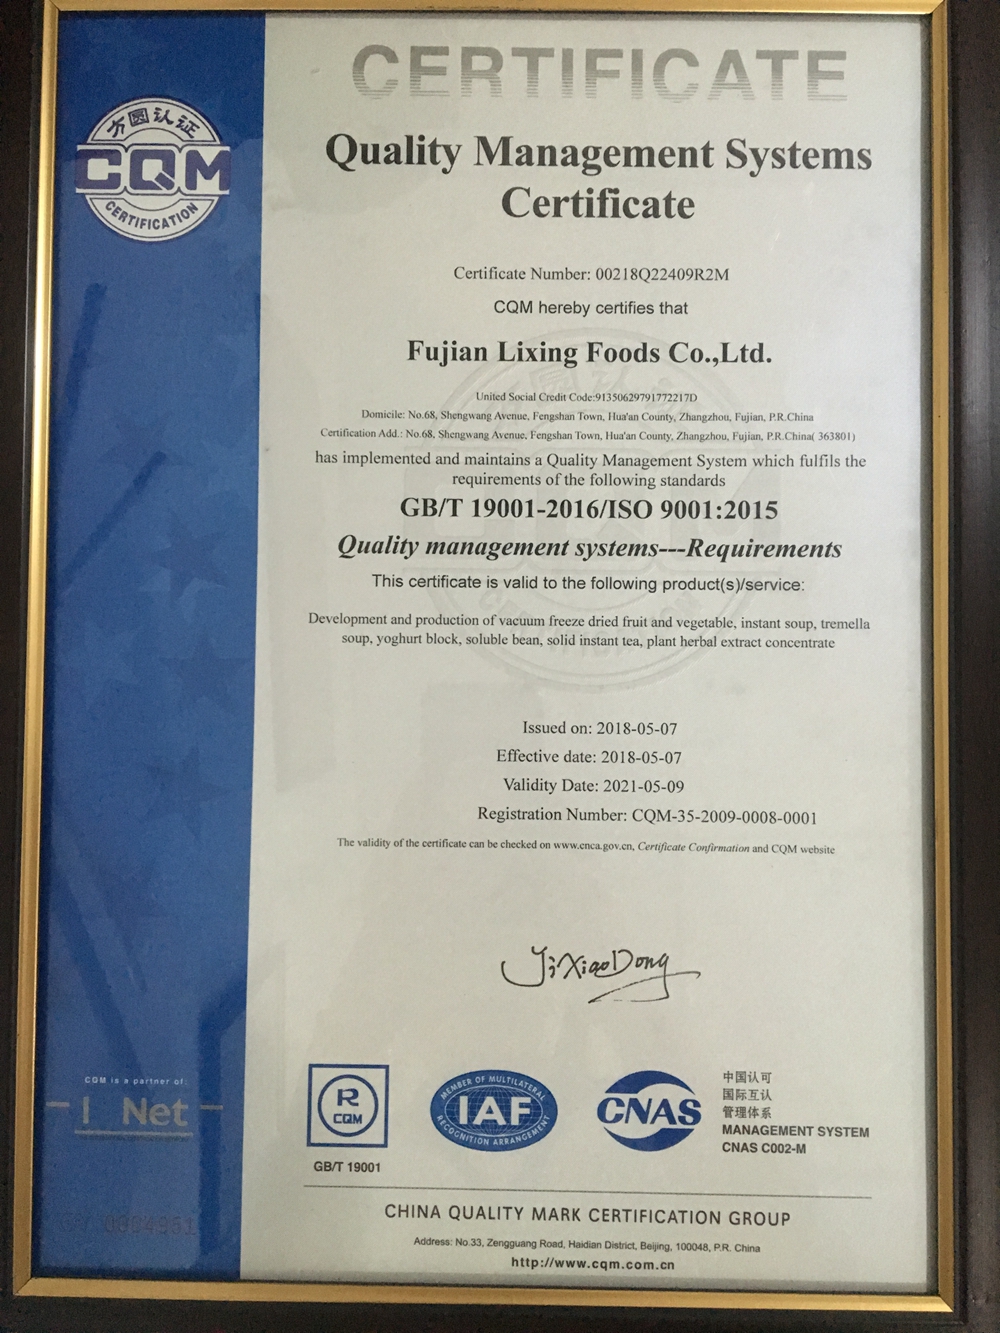 CERTIFICATE
方圆认证
CQM
CERTIFICATION
Quality Management Systems
Certificate
Certificate Number: 00218Q22409R2M
CQM hereby certifies that
Fujian Lixing Foods Co.,Ltd.
United Social Credit Code:91350629791772217D
Domicile: No.68, Shengwang Avenue, Fengshan Town, Hua'an County, Zhangzhou, Fujian, P.R.China
Certification Add.: No.68, Shengwang Avenue, Fengshan Town, Hua'an County, Zhangzhou, Fujian, P.R.China( 363801)
has implemented and maintains a Quality Management System which fulfils the
requirements of the following standards
GB/T 19001-2016/ISO 9001:2015
Quality management systems---Requirements
This certificate is valid to the following product(s)/service:
Development and production of vacuum freeze dried fruit and vegetable, instant soup, tremella
soup, yoghurt block, soluble bean, solid instant tea, plant herbal extract concentrate
Issued on: 2018-05-07
Effective date: 2018-05-07
Validity Date: 2021-05-09
Registration Number: CQM-35-2009-0008-0001
The validity of the certificate can be checked on www.cnca.gov.cn, Certificate Confirmation and CQM website
Ji XiaoDong
CQM is a partner of:
I Net
R
CQM
GB/T 19001
MEMBER OF MULTILATERAL
IAF
RECOGNITION ARRANGEMENT
CNAS
中国认可
国际互认
管理体系
MANAGEMENT SYSTEM
CNAS C002-M
CHINA QUALITY MARK CERTIFICATION GROUP
Address: No.33, Zengguang Road, Haidian District, Beijing, 100048, P.R. China
http://www.cqm.com.cn